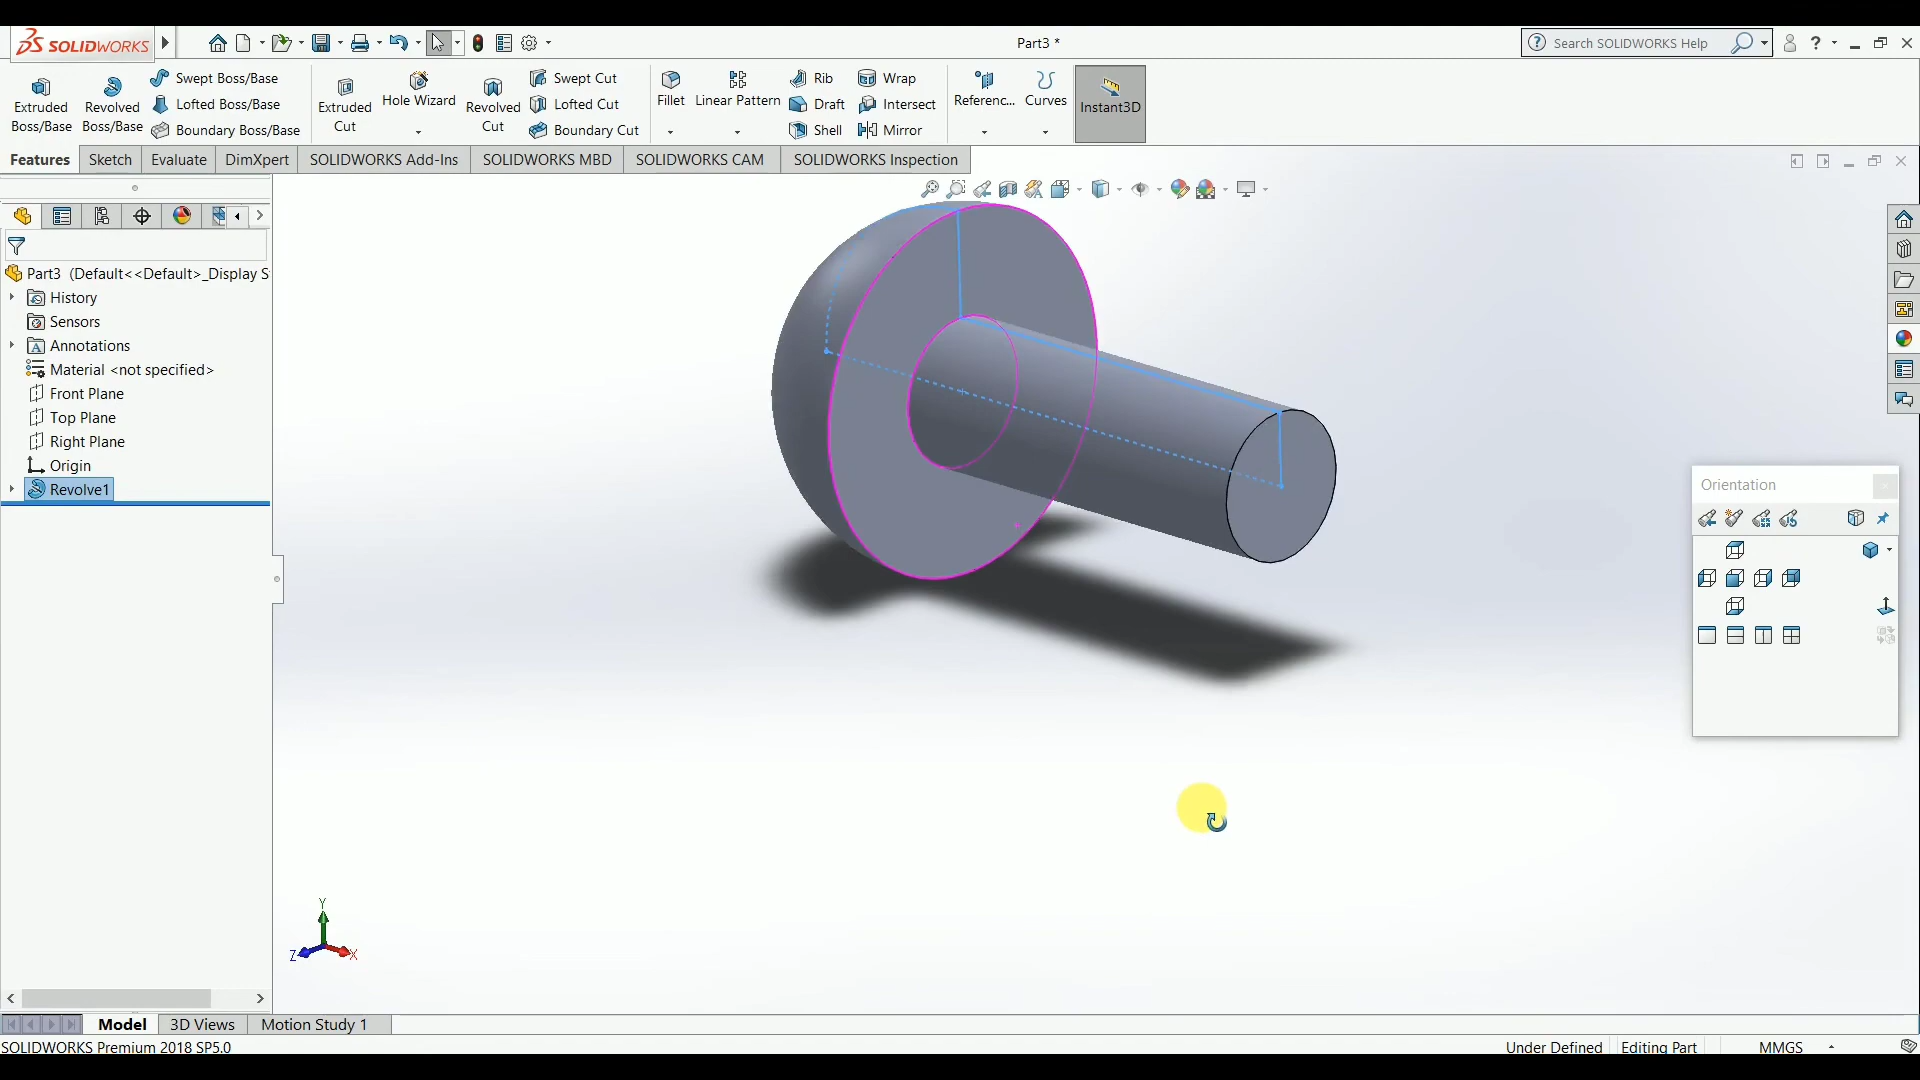 SOLIDWORKS
Part3 *
Search SOLIDWORKS Help
?
Extruded Boss/Base
Revolved Boss/Base
Swept Boss/Base
Lofted Boss/Base
Boundary Boss/Base
Extruded Cut
Hole Wizard
Revolved Cut
Swept Cut
Lofted Cut
Boundary Cut
Fillet
Linear Pattern
Rib
Draft
Shell
Wrap
Intersect
Mirror
Referenc...
Curves
Instant3D
Features
Sketch
Evaluate
DimXpert
SOLIDWORKS Add-Ins
SOLIDWORKS MBD
SOLIDWORKS CAM
SOLIDWORKS Inspection
Part3 (Default<<Default>_Display S
History
Sensors
Annotations
Material <not specified>
Front Plane
Top Plane
Right Plane
Origin
Revolve1
Orientation
Y
Z
X
Model
3D Views
Motion Study 1
SOLIDWORKS Premium 2018 SP5.0
Under Defined
Editing Part
MMGS